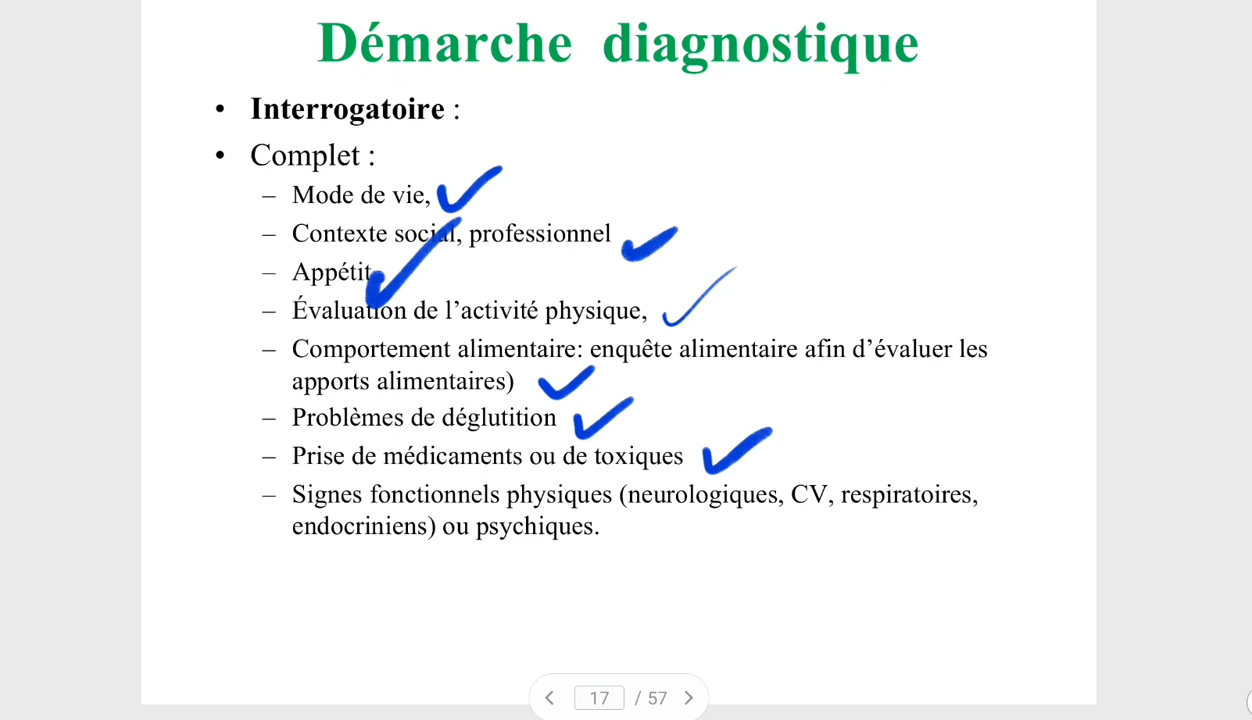 Démarche diagnostique
• Interrogatoire :
• Complet :
– Mode de vie,
– Contexte social, professionnel
– Appétit
– Évaluation de l’activité physique,
– Comportement alimentaire: enquête alimentaire afin d’évaluer les
apports alimentaires)
– Problèmes de déglutition
– Prise de médicaments ou de toxiques
– Signes fonctionnels physiques (neurologiques, CV, respiratoires,
endocriniens) ou psychiques.
17 / 57